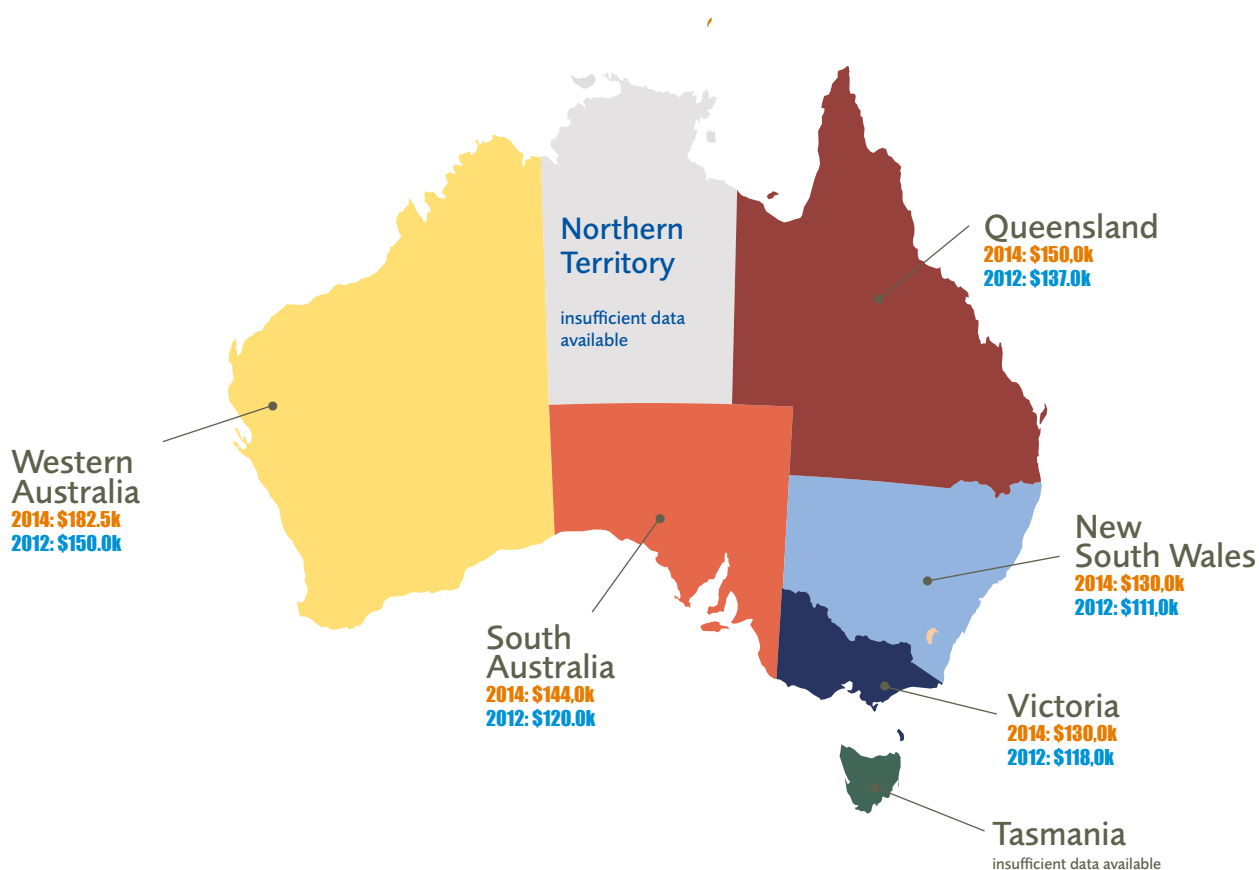 Northern
Territory
insufficient data
available
Queensland
2014: $150,0k
2012: $137.0k
Western
Australia
2014: $182.5k
2012: $150.0k
New
South Wales
2014: $130,0k
2012: $111,0k
South
Australia
2014: $144,0k
2012: $120.0k
Victoria
2014: $130,0k
2012: $118,0k
Tasmania
insufficient data available